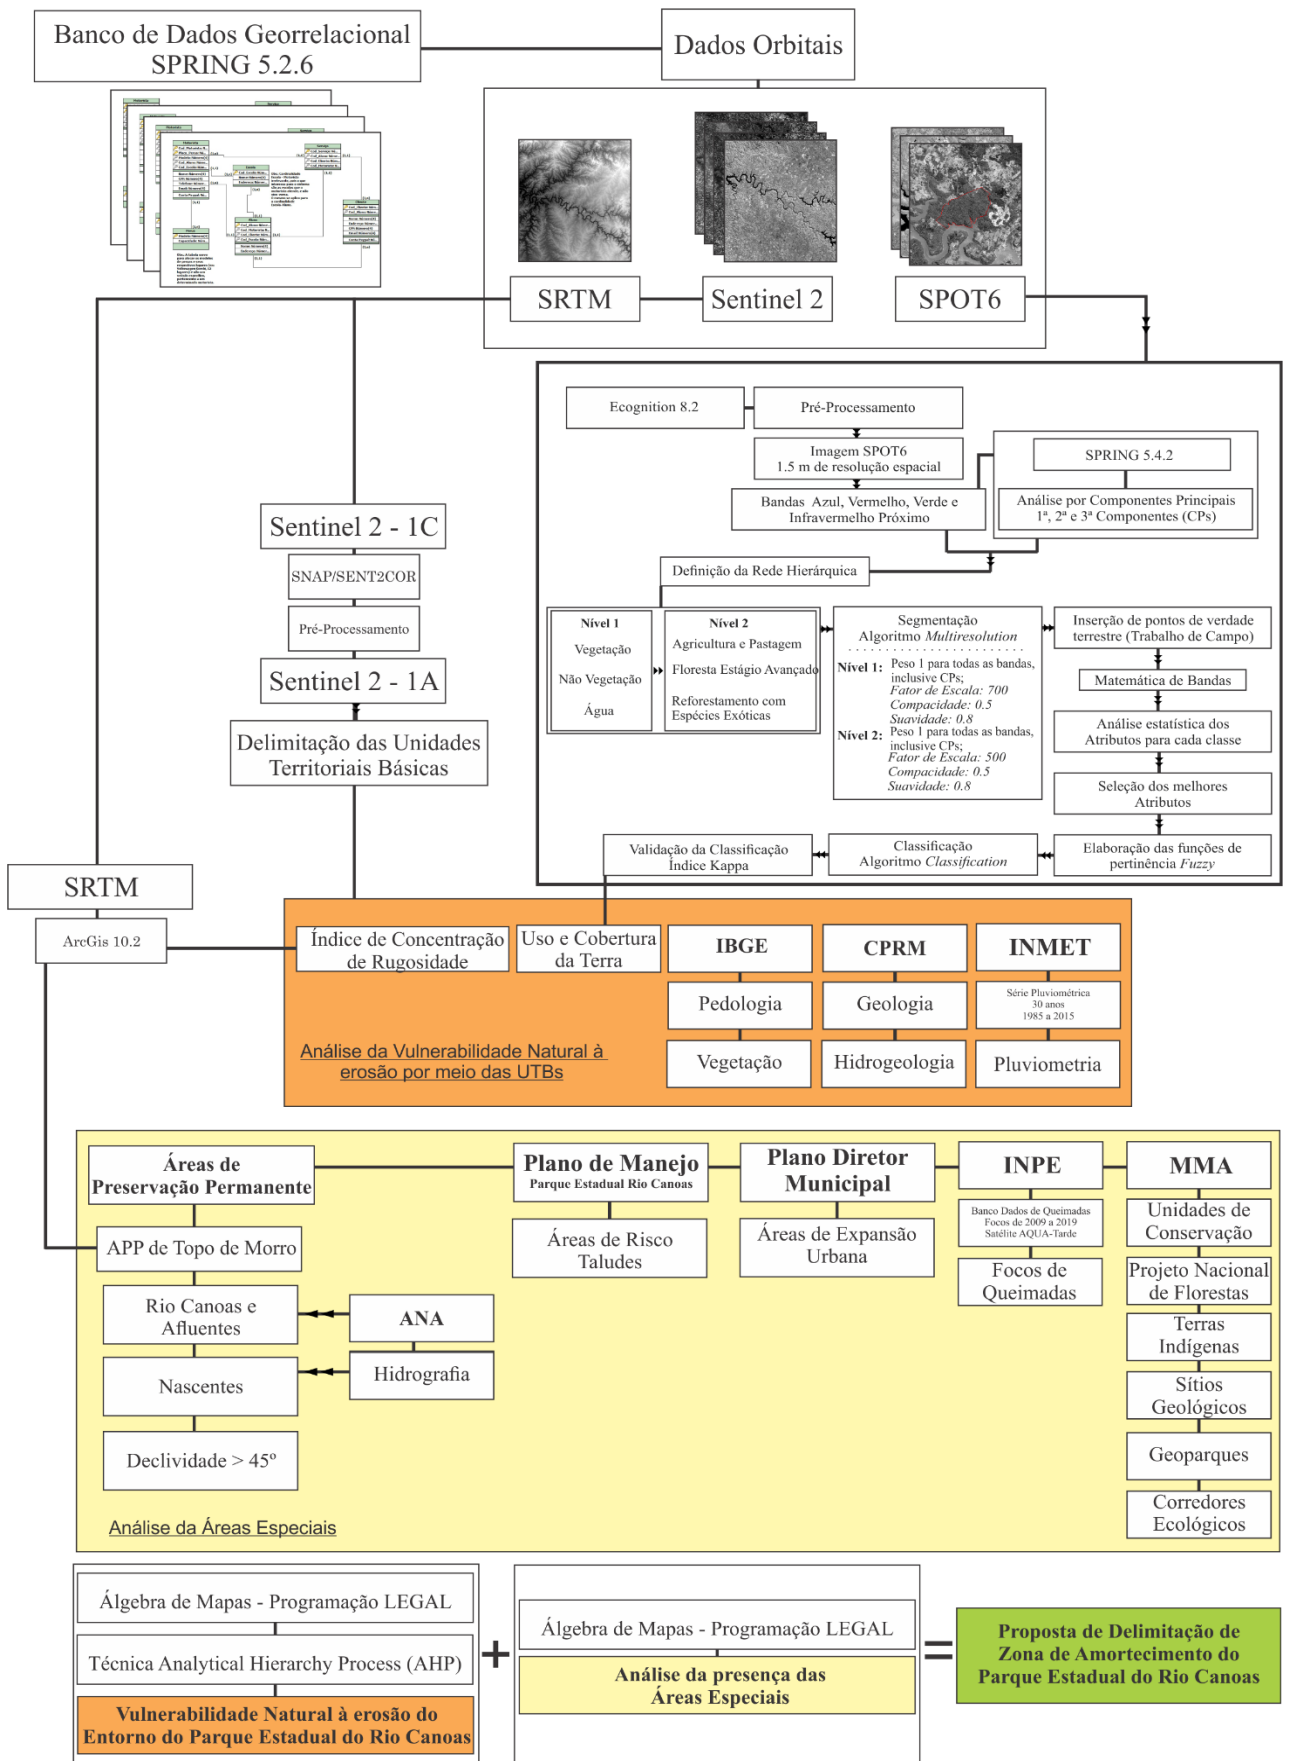 Banco de Dados Georrelacional
SPRING 5.2.6
Dados Orbitais
SRTM
Sentinel 2
SPOT6
Ecognition 8.2
Pré-Processamento
Imagem SPOT6
1.5 m de resolução espacial
Bandas Azul, Vermelho, Verde e
Infravermelho Próximo
SPRING 5.4.2
Análise por Componentes Principais
1ª, 2ª e 3ª Componentes (CPs)
Definição da Rede Hierárquica
Nível 1
Vegetação
Não Vegetação
Água
Nível 2
Agricultura e Pastagem
Floresta Estágio Avançado
Reforestamento com
Espécies Exóticas
Segmentação
Algoritmo Multiresolution
Nível 1: Peso 1 para todas as bandas,
inclusive CPs;
Fator de Escala: 700
Compacidade: 0.5
Suavidade: 0.8
Nível 2: Peso 1 para todas as bandas,
inclusive CPs;
Fator de Escala: 500
Compacidade: 0.5
Suavidade: 0.8
Inserção de pontos de verdade
terrestre (Trabalho de Campo)
Matemática de Bandas
Análise estatística dos
Atributos para cada classe
Seleção dos melhores
Atributos
Elaboração das funções de
pertinência Fuzzy
Classificação
Algoritmo Classification
Validação da Classificação
Índice Kappa
Sentinel 2 - 1C
SNAP/SENT2COR
Pré-Processamento
Sentinel 2 - 1A
Delimitação das Unidades
Territoriais Básicas
SRTM
ArcGis 10.2
Índice de Concentração
de Rugosidade
Uso e Cobertura
da Terra
IBGE
Pedologia
Vegetação
CPRM
Geologia
Hidrogeologia
INMET
Série Pluviométrica
30 anos
1985 a 2015
Pluviometria
Análise da Vulnerabilidade Natural à
erosão por meio das UTBs
Áreas de
Preservação Permanente
APP de Topo de Morro
Rio Canoas e
Afluentes
Nascentes
Declividade > 45º
ANA
Hidrografia
Plano de Manejo
Parque Estadual Rio Canoas
Áreas de Risco
Taludes
Plano Diretor
Municipal
Áreas de Expansão
Urbana
INPE
Banco Dados de Queimadas
Focos de 2009 a 2019
Satélite AQUA-Tarde
Focos de
Queimadas
MMA
Unidades de
Conservação
Projeto Nacional
de Florestas
Terras
Indígenas
Sítios
Geológicos
Geoparques
Corredores
Ecológicos
Análise da Áreas Especiais
Álgebra de Mapas - Programação LEGAL
Técnica Analytical Hierarchy Process (AHP)
Vulnerabilidade Natural à erosão do
Entorno do Parque Estadual do Rio Canoas
+
Álgebra de Mapas - Programação LEGAL
Análise da presença das
Áreas Especiais
=
Proposta de Delimitação de
Zona de Amortecimento do
Parque Estadual do Rio Canoas